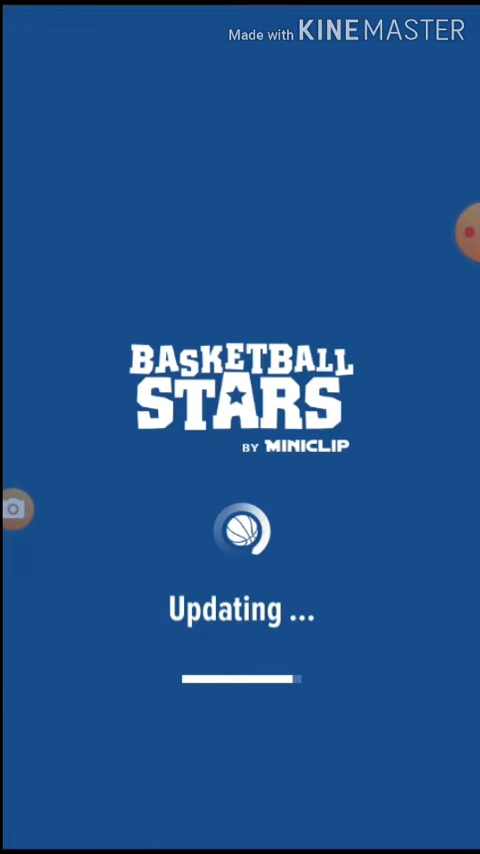 Made with KINEMASTER
BASKETBALL
STARS
BY MINICLIP
Updating ...